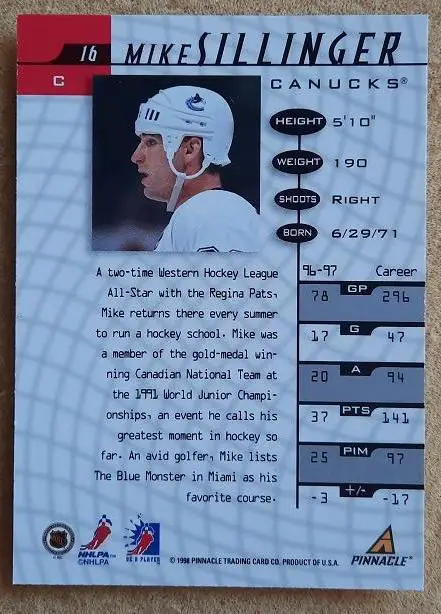 16 MIKE SILLINGER
C CANUCKS®
HEIGHT 5'10"
WEIGHT 190
SHOOTS RIGHT
BORN 6/29/71
A two-time Western Hockey League
All-Star with the Regina Pats,
Mike returns there every summer
to run a hockey school. Mike was
a member of the gold-medal win-
ning Canadian National Team at
the 1991 World Junior Champi-
onships, an event he calls his
greatest moment in hockey so
far. An avid golfer, Mike lists
The Blue Monster in Miami as his
favorite course.
96-97 Career
78 GP 296
17 G 47
20 A 94
37 PTS 141
25 PIM 97
-3 +/- -17
NHLPA™
©NHLPA
BE A PLAYER
© 1998 PINNACLE TRADING CARD CO. PRODUCT OF U.S.A.
PINNACLE®